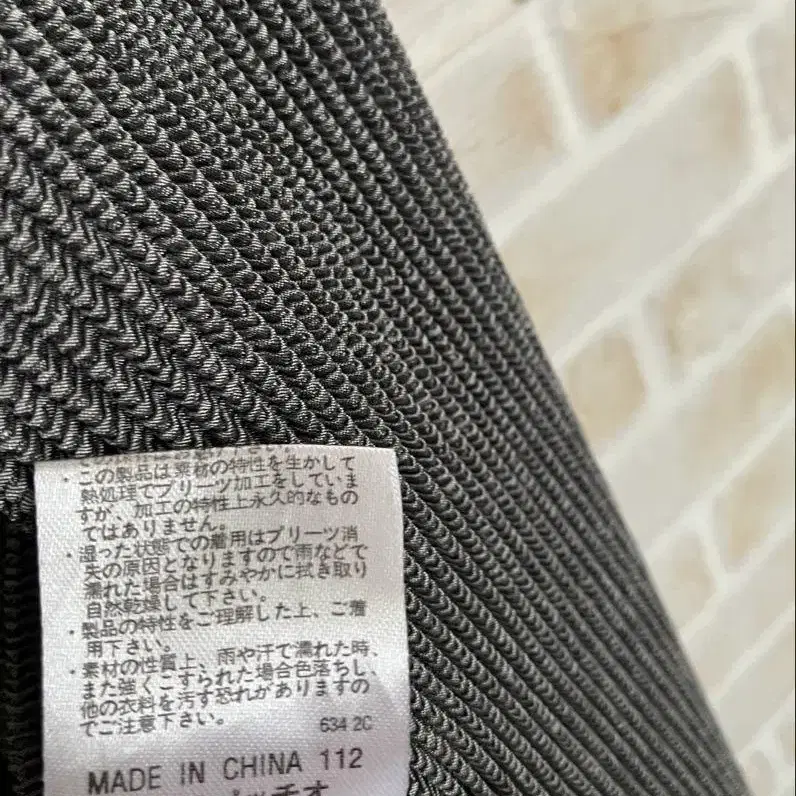 ・この製品は素材の特性を生かして
熱処理でプリーツ加工をしていま
すが、加工の特性上永久的なもの
ではありません。
・湿った状態での着用はプリーツ消
失の原因となりますので雨などで
濡れた場合はすみやかに拭き取り
自然乾燥して下さい。
・製品の特性をご理解した上、ご着
用下さい。
・素材の性質上、雨や汗で濡れた時、
また強くこすられた場合色落ちし、
他の衣料を汚す恐れがありますの
でご注意下さい。
634 2C
MADE IN CHINA 112